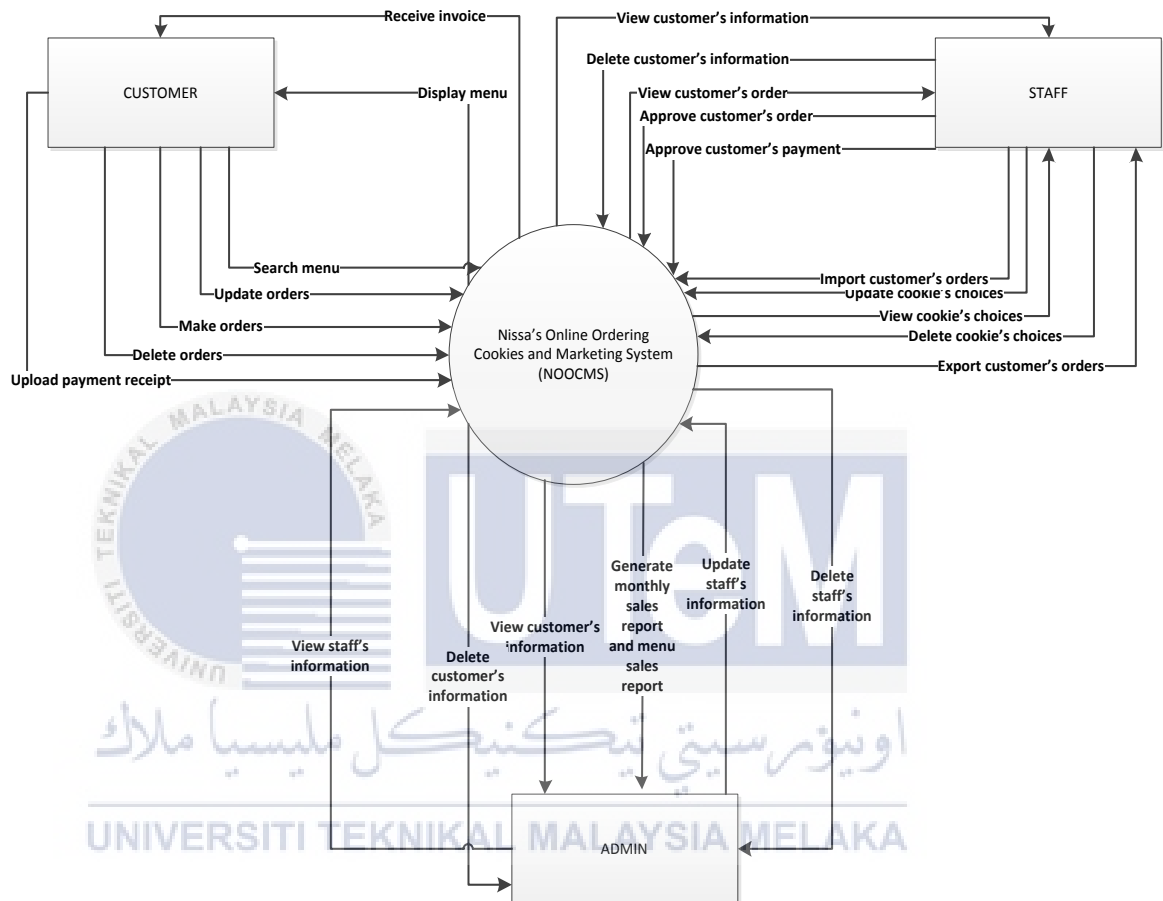 Receive invoice
View customer's information
CUSTOMER
Delete customer's information
STAFF
Display menu
View customer's order
Approve customer's order
Approve customer's payment
Search menu
Update orders
Make orders
Delete orders
Upload payment receipt
Nissa's Online Ordering
Cookies and Marketing System
(NOOCMS)
Import customer's orders
Update cookie's choices
View cookie's choices
Delete cookie's choices
Export customer's orders
UNIVERSITI TEKNIKAL MALAYSIA MELAKA
UTeM
View staff's
information
Delete
customer's
information
View customer's
information
Generate
monthly
sales
report
and menu
sales
report
Update
staff's
information
Delete
staff's
information
اونيۏرسيتي تيكنيكل مليسيا ملاك
UNIVERSITI TEKNIKAL MALAYSIA MELAKA
ADMIN